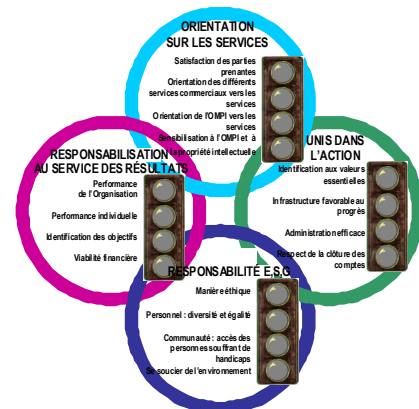 ORIENTATION
SUR LES SERVICES
Satisfaction des parties
prenantes
Orientation des différents
services commerciaux vers les
services
Orientation de l'OMPI vers les
services
Sensibilisation à l'OMPI et à
la propriété intellectuelle
RESPONSABILISATION
AU SERVICE DES RÉSULTATS
Performance
de l'Organisation
Performance individuelle
Identification des objectifs
Viabilité financière
UNIS DANS
L'ACTION
Identification aux valeurs
essentielles
Infrastructure favorable au
progrès
Administration efficace
Respect de la clôture des
comptes
RESPONSABILITÉ E,S,G
Manière éthique
Personnel : diversité et égalité
Communauté : accès des
personnes souffrant de
handicaps
Se soucier de l'environnement